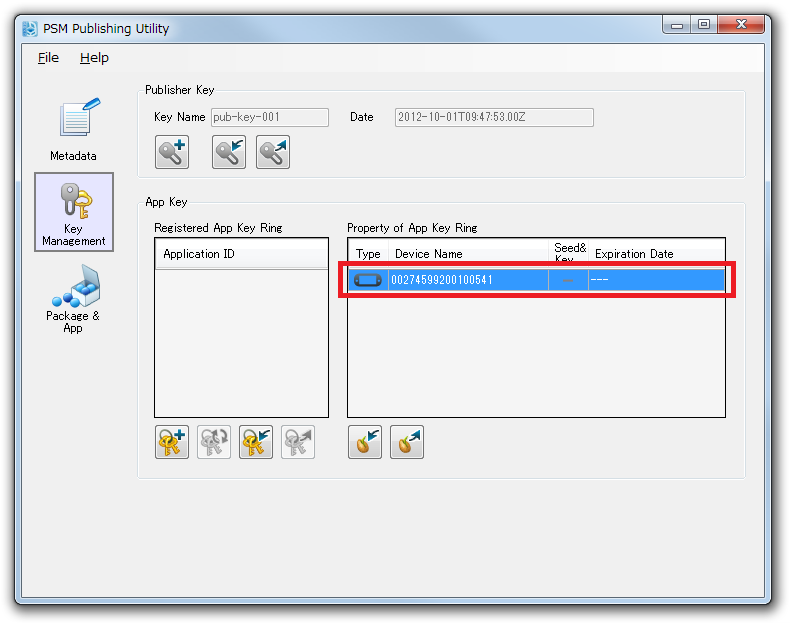 PSM Publishing Utility
File Help
Metadata
Key
Management
Package &
App
Publisher Key
Key Name pub-key-001 Date 2012-10-01T09:47:53.00Z
App Key
Registered App Key Ring
Application ID
Property of App Key Ring
Type Device Name Seed& Key Expiration Date
00274599200100541 — ---